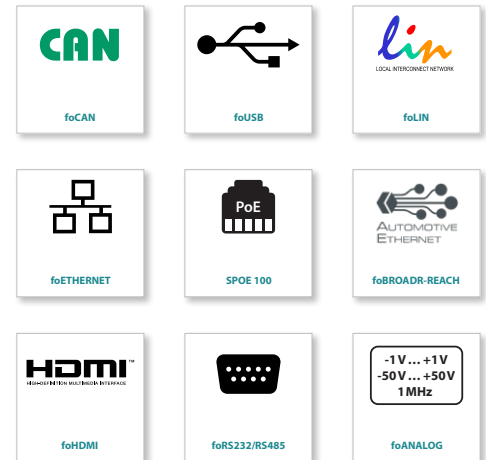 CAN
foCAN
foUSB
lin
LOCAL INTERCONNECT NETWORK
foLIN
foETHERNET
PoE
SPOE 100
AUTOMOTIVE
ETHERNET
foBROADR-REACH
HDMI™
HIGH-DEFINITION MULTIMEDIA INTERFACE
foHDMI
foRS232/RS485
-1 V ... +1 V
-50 V ... +50 V
1 MHz
foANALOG